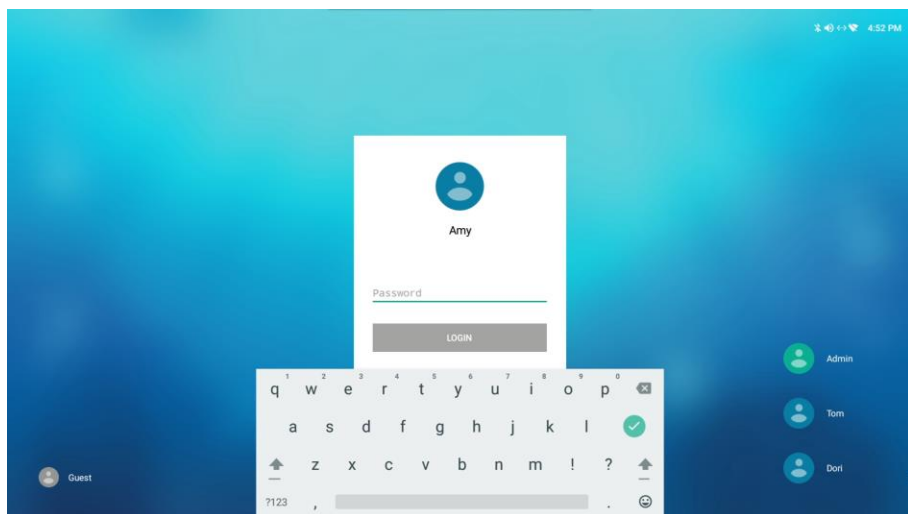 4:52 PM
Amy
Password
LOGIN
Admin
Tom
Dori
Guest
1 2 3 4 5 6 7 8 9 0
q w e r t y u i o p
a s d f g h j k l
z x c v b n m ! ?
?123 , .